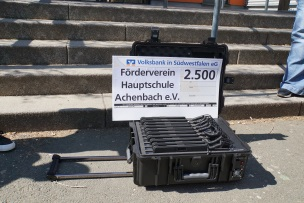 Volksbank in Südwestfalen eG
Förderverein 2.500
Hauptschule
Achenbach e.V.